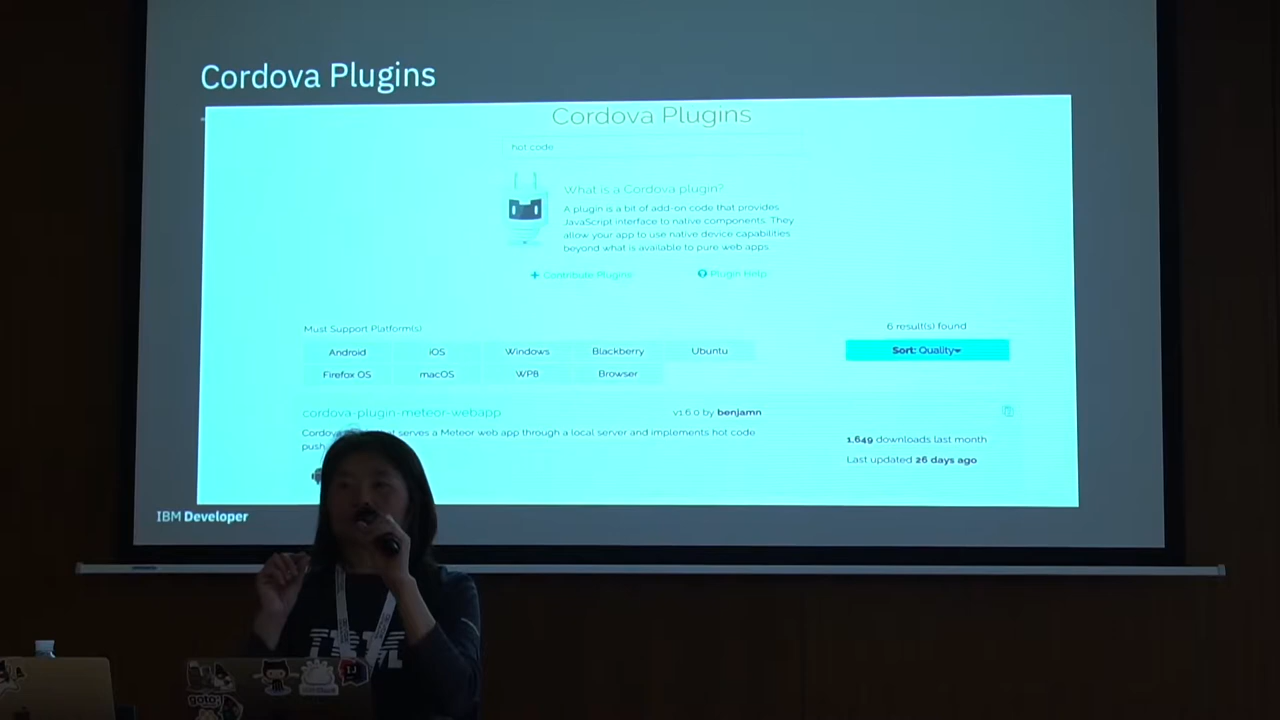 Cordova Plugins
Cordova Plugins
hot code
What is a Cordova plugin?
A plugin is a bit of add-on code that provides
JavaScript interface to native components. They
allow your app to use native device capabilities
beyond what is available to pure web apps.
Contribute Plugins
Plugin Help
Must Support Platform(s)
6 result(s) found
Android
iOS
Windows
Blackberry
Ubuntu
Sort: Quality
Firefox OS
macOS
WP8
Browser
cordova-plugin-meteor-webapp
v1.6.0 by benjamn
Cordova serves a Meteor web app through a local server and implements hot code
push
1,649 downloads last month
Last updated 26 days ago
IBM Developer
IBM
goto;